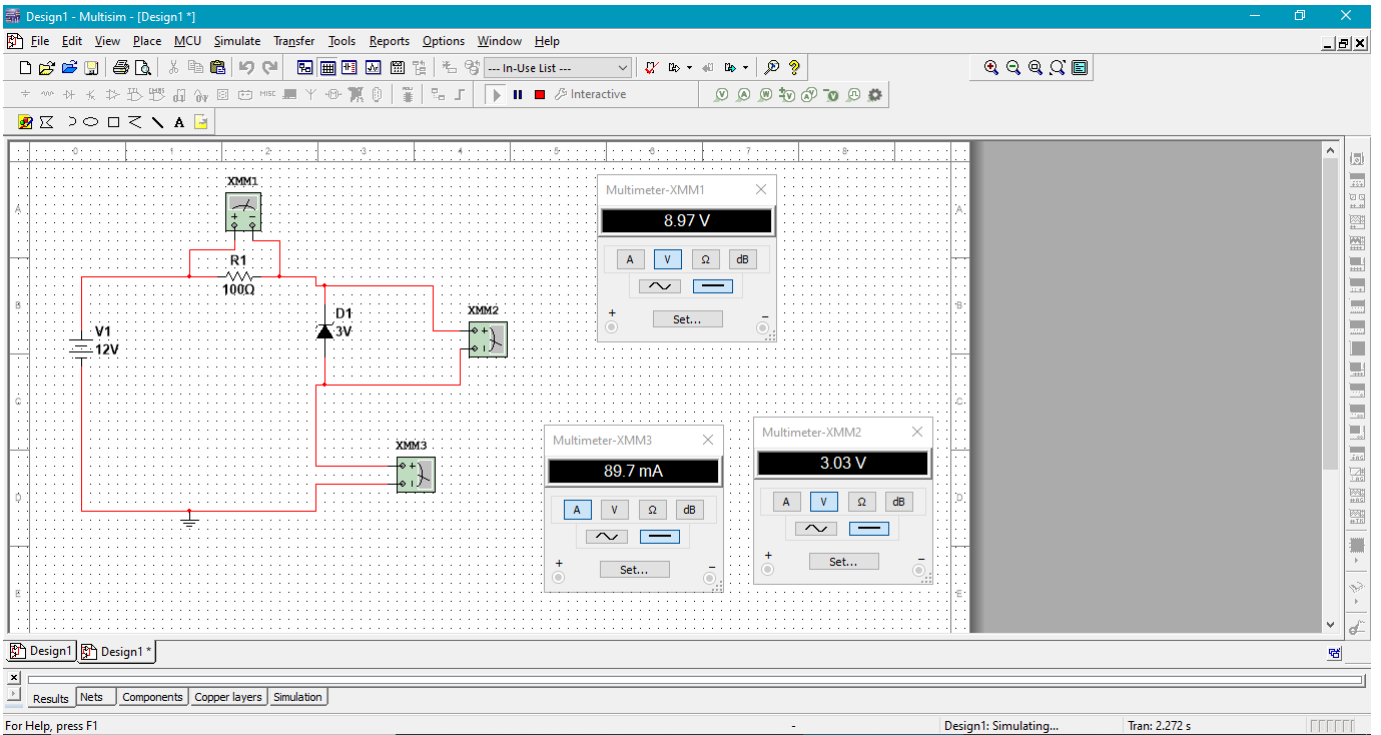 Design1 - Multisim - [Design1 *]
File Edit View Place MCU Simulate Transfer Tools Reports Options Window Help
--- In-Use List ---
Interactive
XMM1
R1
100Ω
V1
12V
D1
3V
XMM2
XMM3
Multimeter-XMM1
8.97 V
A V Ω dB
+ Set... −
Multimeter-XMM3
89.7 mA
A V Ω dB
+ Set... −
Multimeter-XMM2
3.03 V
A V Ω dB
+ Set... −
Design1 Design1 *
Results Nets Components Copper layers Simulation
For Help, press F1 - Design1: Simulating... Tran: 2.272 s